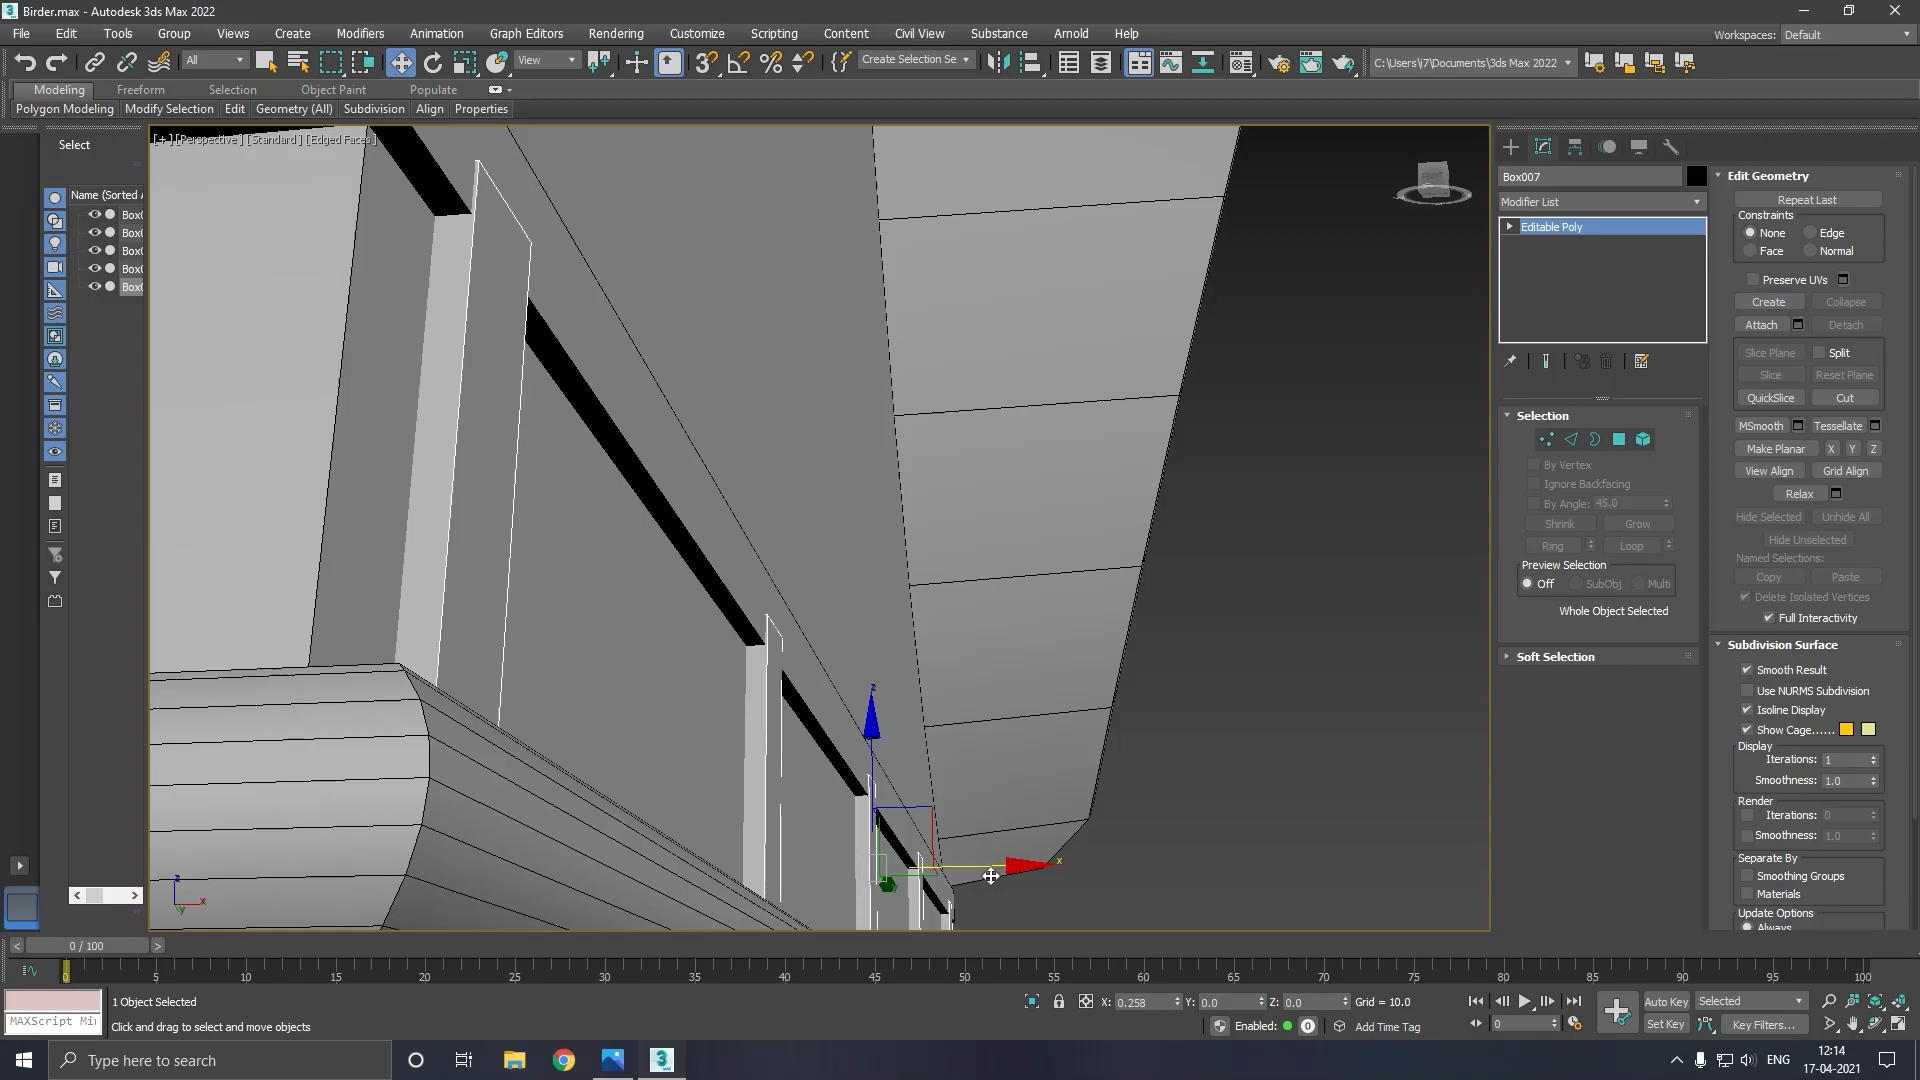 Birder.max - Autodesk 3ds Max 2022
File Edit Tools Group Views Create Modifiers Animation Graph Editors Rendering Customize Scripting Content Civil View Substance Arnold Help
Workspaces: Default
All View Create Selection Se C:\Users\i7\Documents\3ds Max 2022
Modeling Freeform Selection Object Paint Populate
Polygon Modeling Modify Selection Edit Geometry (All) Subdivision Align Properties
Select
[+] [Perspective] [Standard] [Edged Faces]
Name (Sorted A
Box0
Box0
Box0
Box0
Box0
FRONT
z
x
z
x
y
Box007
Modifier List
Editable Poly
Selection
By Vertex
Ignore Backfacing
By Angle: 45.0
Shrink Grow
Ring Loop
Preview Selection
Off SubObj Multi
Whole Object Selected
Soft Selection
Edit Geometry
Repeat Last
Constraints
None Edge
Face Normal
Preserve UVs
Create Collapse
Attach Detach
Slice Plane Split
Slice Reset Plane
QuickSlice Cut
MSmooth Tessellate
Make Planar X Y Z
View Align Grid Align
Relax
Hide Selected Unhide All
Hide Unselected
Named Selections:
Copy Paste
Delete Isolated Vertices
Full Interactivity
Subdivision Surface
Smooth Result
Use NURMS Subdivision
Isoline Display
Show Cage......
Display
Iterations: 1
Smoothness: 1.0
Render
Iterations: 0
Smoothness: 1.0
Separate By
Smoothing Groups
Materials
Update Options
Always
< 0 / 100 >
0 5 10 15 20 25 30 35 40 45 50 55 60 65 70 75 80 85 90 95 100
1 Object Selected
X: 0.258 Y: 0.0 Z: 0.0 Grid = 10.0
Auto Key Selected
MAXScript Mi
Click and drag to select and move objects
Enabled: 0 Add Time Tag
0
Set Key Key Filters...
Type here to search
ENG
12:14
17-04-2021